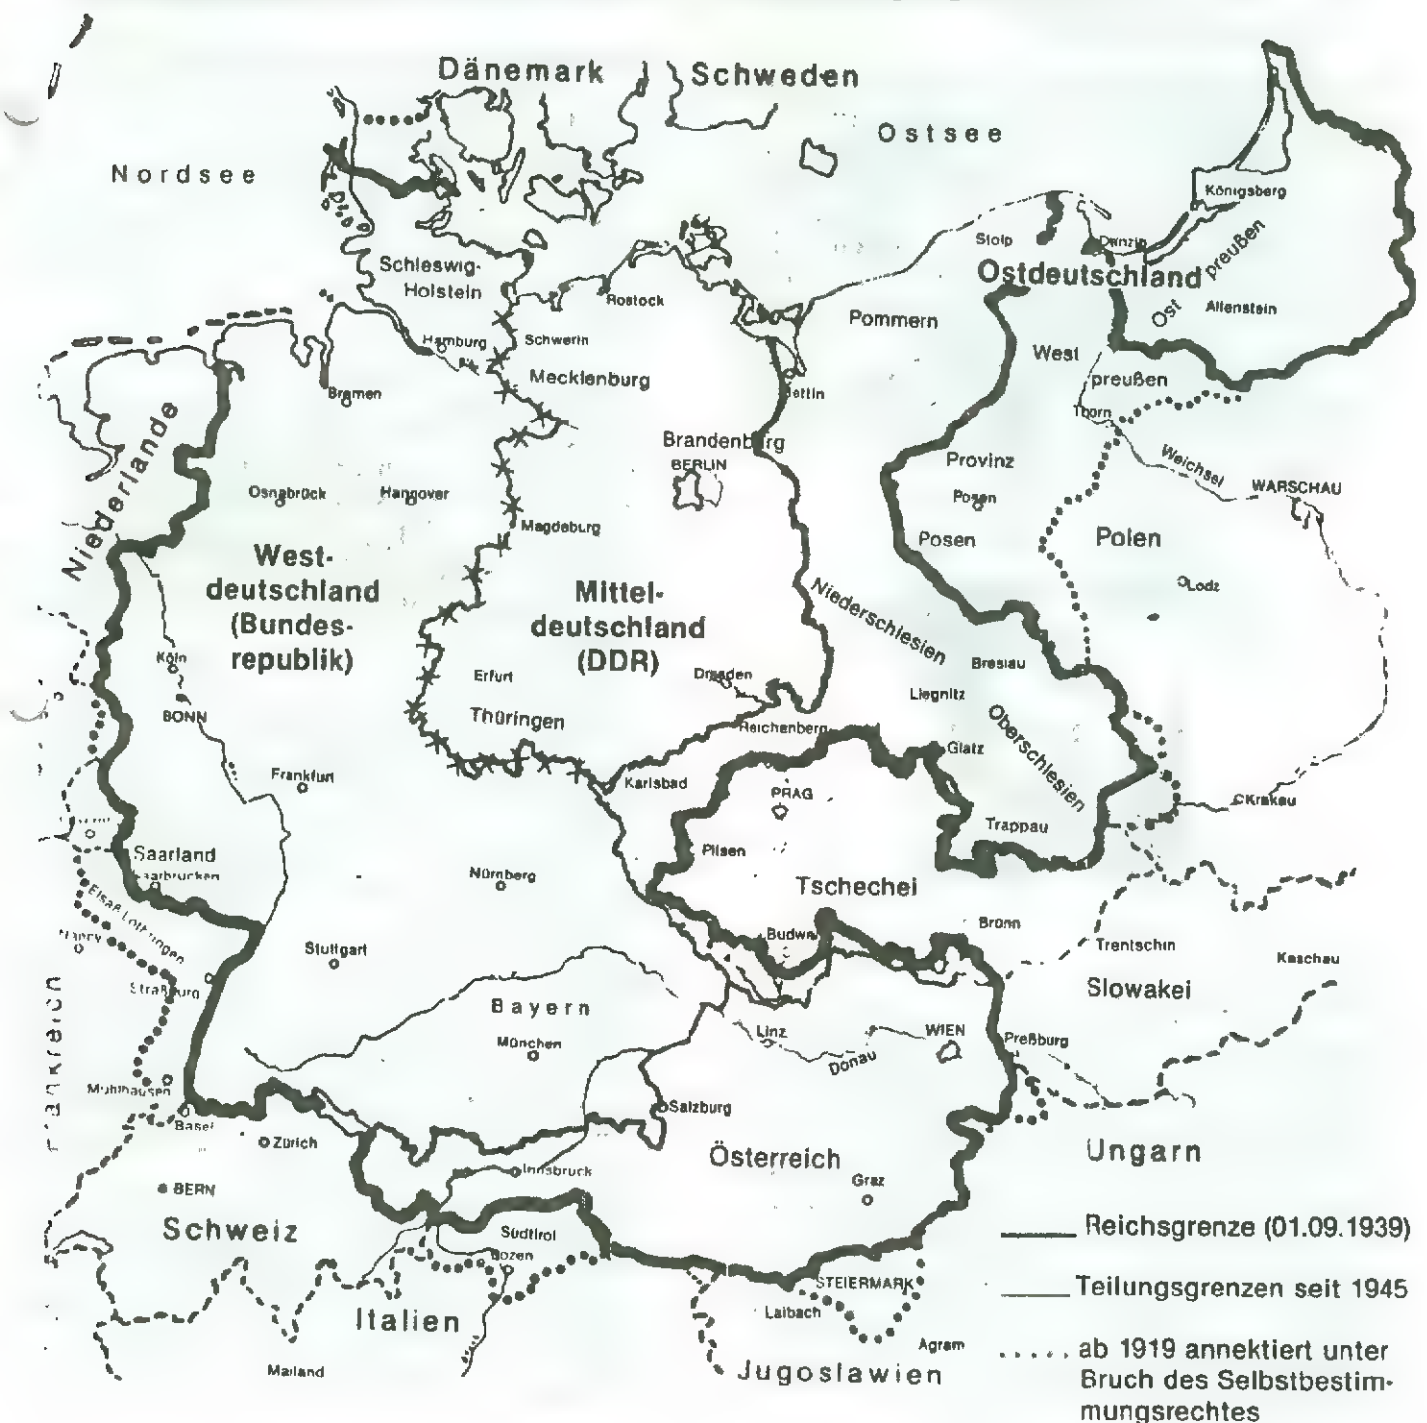 Dänemark
Schweden
Ostsee
Nordsee
Königsberg
Stolp
Danzig
Ostdeutschland
Ost preußen
Allenstein
Schleswig-
Holstein
Rostock
Pommern
Hamburg
Schwerin
Mecklenburg
West
preußen
Thorn
Bremen
Niederlande
Brandenburg
BERLIN
Provinz
Weichsel
WARSCHAU
Osnabrück
Hannover
Posen
Magdeburg
Posen
Polen
West-
deutschland
(Bundes-
republik)
Mittel-
deutschland
(DDR)
Lodz
Niederschlesien
Köln
Erfurt
Dresden
Breslau
Liegnitz
BONN
Thüringen
Reichenberg
Oberschlesien
Glatz
Frankfurt
Karlsbad
PRAG
Krakau
Trappau
Saarland
Pilsen
Nürnberg
Tschechei
Elsaß Lothringen
Brünn
Stuttgart
Trentschin
Kaschau
Straßburg
Slowakei
Frankreich
Bayern
Linz
WIEN
München
Donau
Preßburg
Mühlhausen
Salzburg
Basel
Zürich
Österreich
Ungarn
Innsbruck
Graz
BERN
Schweiz
Südtirol
Reichsgrenze (01.09.1939)
Bozen
STEIERMARK
Teilungsgrenzen seit 1945
Italien
Laibach
Agram
ab 1919 annektiert unter
Bruch des Selbstbestim-
mungsrechtes
Mailand
Jugoslawien